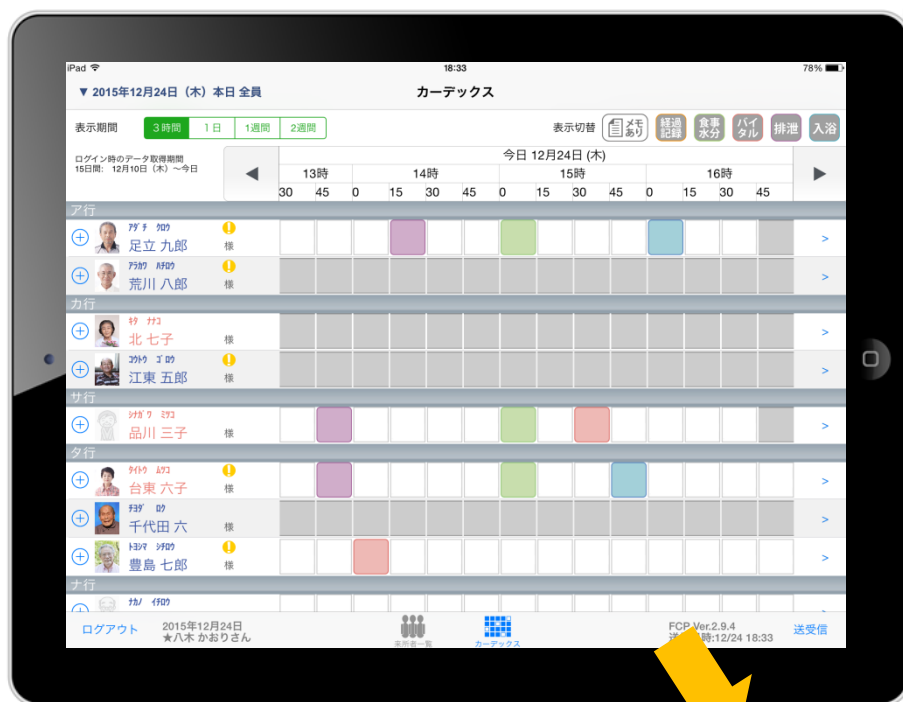 iPad 18:33 78%
▼ 2015年12月24日（木）本日 全員 カーデックス
表示期間 3時間 1日 1週間 2週間 表示切替 メモあり 経過記録 食事水分 バイタル 排泄 入浴
ログイン時のデータ取得期間
15日間: 12月10日（木）～今日
今日 12月24日 (木)
◀ 13時 14時 15時 16時 ▶
30 45 0 15 30 45 0 15 30 45 0 15 30 45
ア行
ｱﾀﾞﾁ ｸﾛｳ
足立 九郎 様 >
ｱﾗｶﾜ ﾊﾁﾛｳ
荒川 八郎 様 >
カ行
ｷﾀ ﾅﾅｺ
北 七子 様 >
ｺｳﾄｳ ｺﾞﾛｳ
江東 五郎 様 >
サ行
ｼﾅｶﾞﾜ ﾐﾂｺ
品川 三子 様 >
タ行
ﾀｲﾄｳ ﾑﾂｺ
台東 六子 様 >
ﾁﾖﾀﾞ ﾛｸ
千代田 六 様 >
ﾄﾖｼﾏ ｼﾁﾛｳ
豊島 七郎 様 >
ナ行
ﾅｶﾉ ｲﾁﾛｳ
ログアウト 2015年12月24日 FCP Ver.2.9.4 送受信
★八木 かおりさん 時:12/24 18:33
来所者一覧 カーデックス